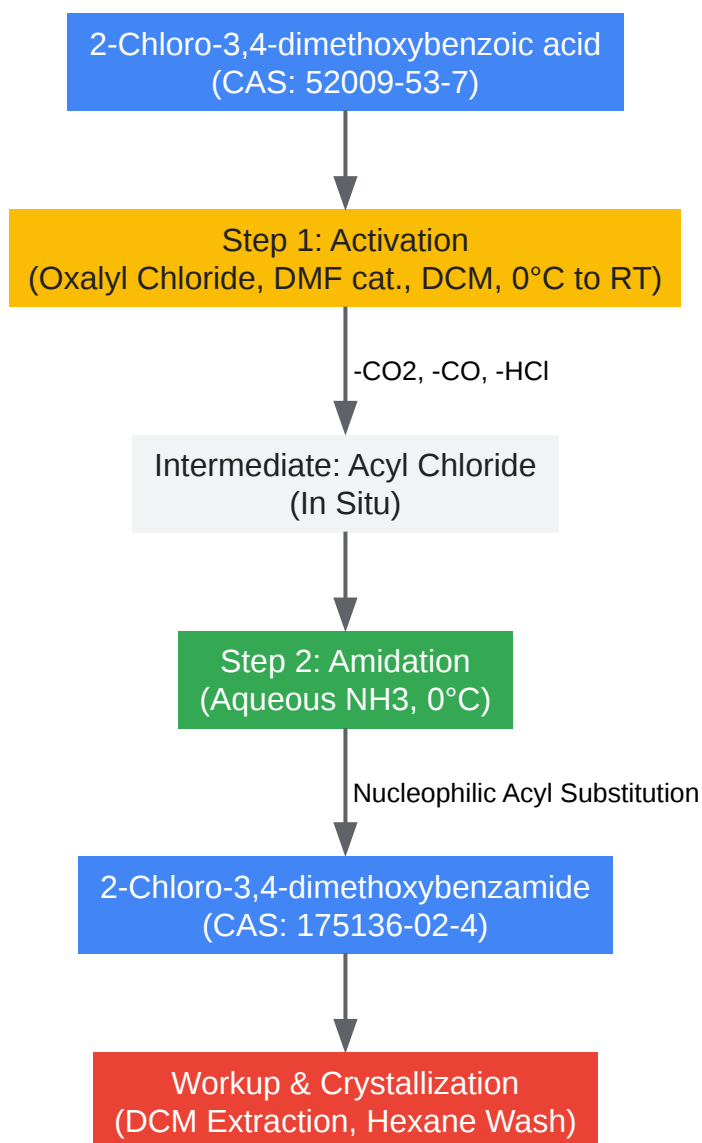 2-Chloro-3,4-dimethoxybenzoic acid
(CAS: 52009-53-7)
Step 1: Activation
(Oxalyl Chloride, DMF cat., DCM, 0°C to RT)
-CO2, -CO, -HCl
Intermediate: Acyl Chloride
(In Situ)
Step 2: Amidation
(Aqueous NH3, 0°C)
Nucleophilic Acyl Substitution
2-Chloro-3,4-dimethoxybenzamide
(CAS: 175136-02-4)
Workup & Crystallization
(DCM Extraction, Hexane Wash)